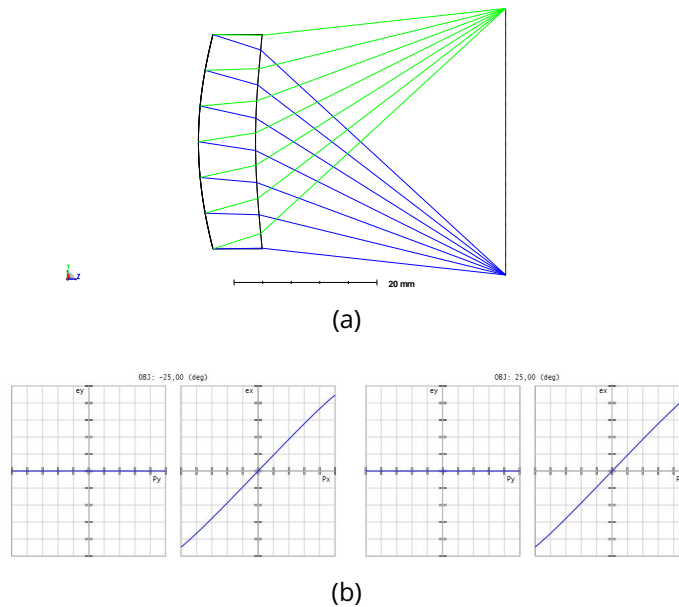 Y
Z
20 mm
(a)
OBJ: -25,00 (deg)
OBJ: 25,00 (deg)
ey
ex
ey
ex
Py
Px
Py
P
(b)